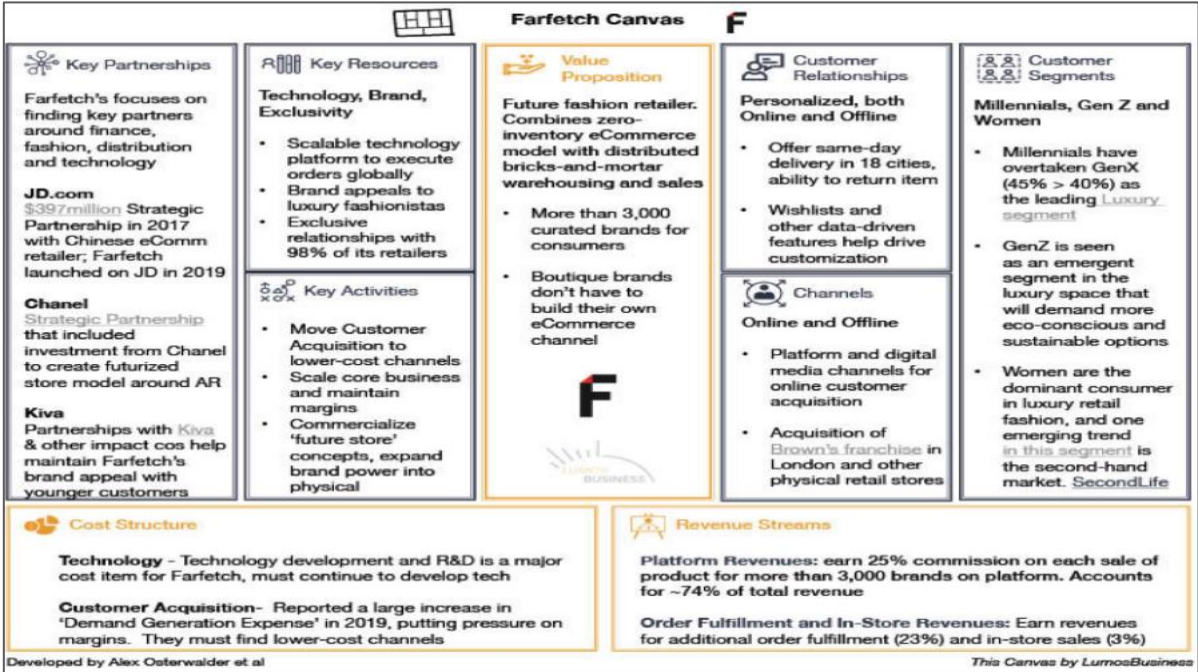 Farfetch Canvas
F
Key Partnerships
Farfetch's focuses on
finding key partners
around finance,
fashion, distribution
and technology
JD.com
$397million Strategic
Partnership in 2017
with Chinese eComm
retailer; Farfetch
launched on JD in 2019
Chanel
Strategic Partnership
that included
investment from Chanel
to create futurized
store model around AR
Kiva
Partnerships with Kiva
& other impact cos help
maintain Farfetch's
brand appeal with
younger customers
Key Resources
Technology, Brand,
Exclusivity
• Scalable technology
platform to execute
orders globally
• Brand appeals to
luxury fashionistas
• Exclusive
relationships with
98% of its retailers
Key Activities
• Move Customer
Acquisition to
lower-cost channels
• Scale core business
and maintain
margins
• Commercialize
'future store'
concepts, expand
brand power into
physical
Value
Proposition
Future fashion retailer.
Combines zero-
inventory eCommerce
model with distributed
bricks-and-mortar
warehousing and sales
• More than 3,000
curated brands for
consumers
• Boutique brands
don't have to
build their own
eCommerce
channel
F
LUMOS
BUSINESS
Customer
Relationships
Personalized, both
Online and Offline
• Offer same-day
delivery in 18 cities,
ability to return item
• Wishlists and
other data-driven
features help drive
customization
Channels
Online and Offline
• Platform and digital
media channels for
online customer
acquisition
• Acquisition of
Brown's franchise in
London and other
physical retail stores
Customer
Segments
Millennials, Gen Z and
Women
• Millennials have
overtaken GenX
(45% > 40%) as
the leading Luxury
segment
• GenZ is seen
as an emergent
segment in the
luxury space that
will demand more
eco-conscious and
sustainable options
• Women are the
dominant consumer
in luxury retail
fashion, and one
emerging trend
in this segment is
the second-hand
market. SecondLife
Cost Structure
Technology - Technology development and R&D is a major
cost item for Farfetch, must continue to develop tech
Customer Acquisition- Reported a large increase in
'Demand Generation Expense' in 2019, putting pressure on
margins. They must find lower-cost channels
Revenue Streams
Platform Revenues: earn 25% commission on each sale of
product for more than 3,000 brands on platform. Accounts
for ~74% of total revenue
Order Fulfillment and In-Store Revenues: Earn revenues
for additional order fulfillment (23%) and in-store sales (3%)
Developed by Alex Osterwalder et al
This Canvas by LumosBusiness